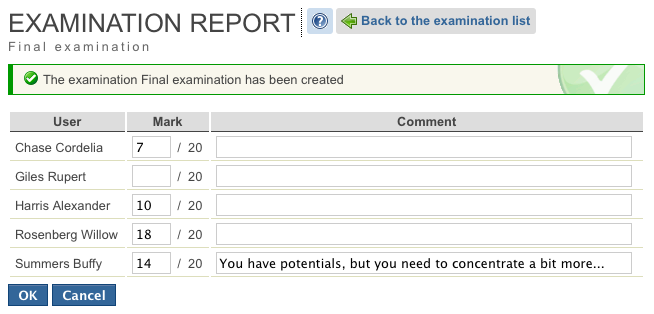 EXAMINATION REPORT ? Back to the examination list
Final examination
The examination Final examination has been created
User Mark Comment
Chase Cordelia 7 / 20
Giles Rupert / 20
Harris Alexander 10 / 20
Rosenberg Willow 18 / 20
Summers Buffy 14 / 20 You have potentials, but you need to concentrate a bit more...
OK Cancel